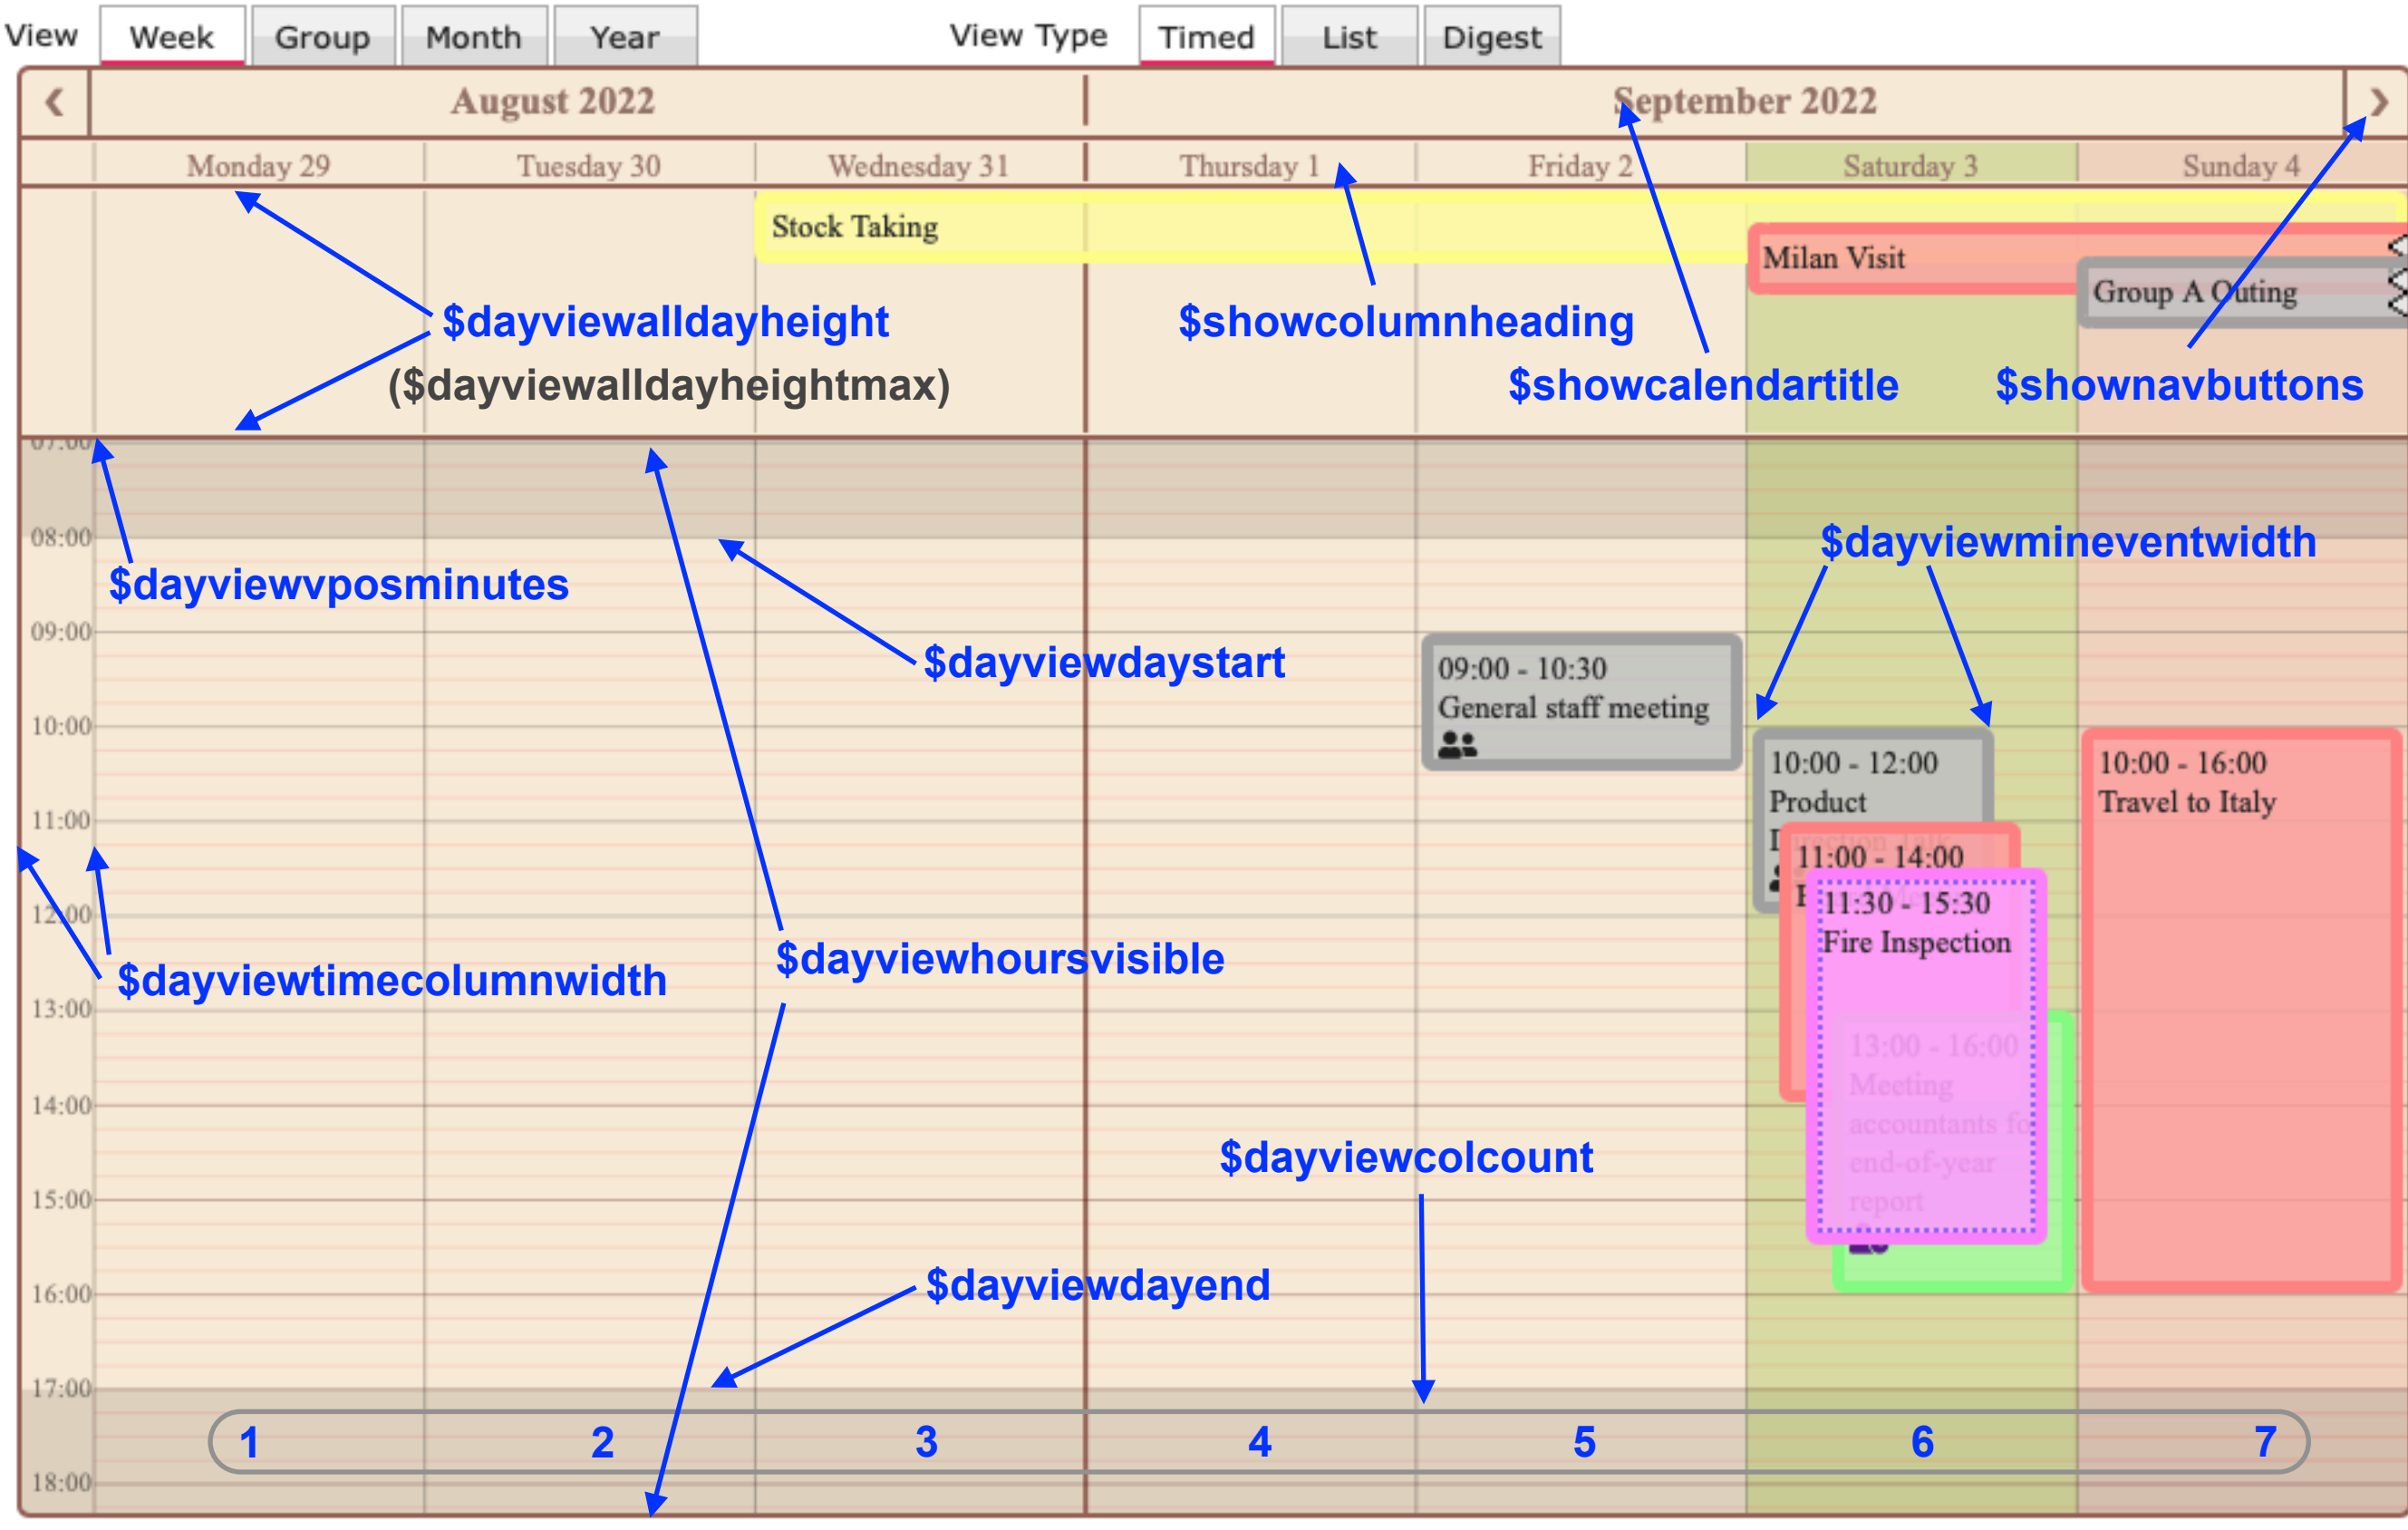 View Week Group Month Year View Type Timed List Digest
August 2022 September 2022
Monday 29 Tuesday 30 Wednesday 31 Thursday 1 Friday 2 Saturday 3 Sunday 4
Stock Taking
Milan Visit
Group A Outing
$dayviewalldayheight $showcolumnheading
($dayviewalldayheightmax) $showcalendartitle $shownavbuttons
07:00
08:00
$dayviewmineventwidth
$dayviewvposminutes
09:00
$dayviewdaystart
09:00 - 10:30
General staff meeting
10:00
10:00 - 12:00
Product
Direction Talk
10:00 - 16:00
Travel to Italy
11:00
11:00 - 14:00
12:00
11:30 - 15:30
Fire Inspection
$dayviewhoursvisible
$dayviewtimecolumnwidth
13:00
13:00 - 16:00
Meeting
accountants fo
end-of-year
report
14:00
$dayviewcolcount
15:00
$dayviewdayend
16:00
17:00
1 2 3 4 5 6 7
18:00